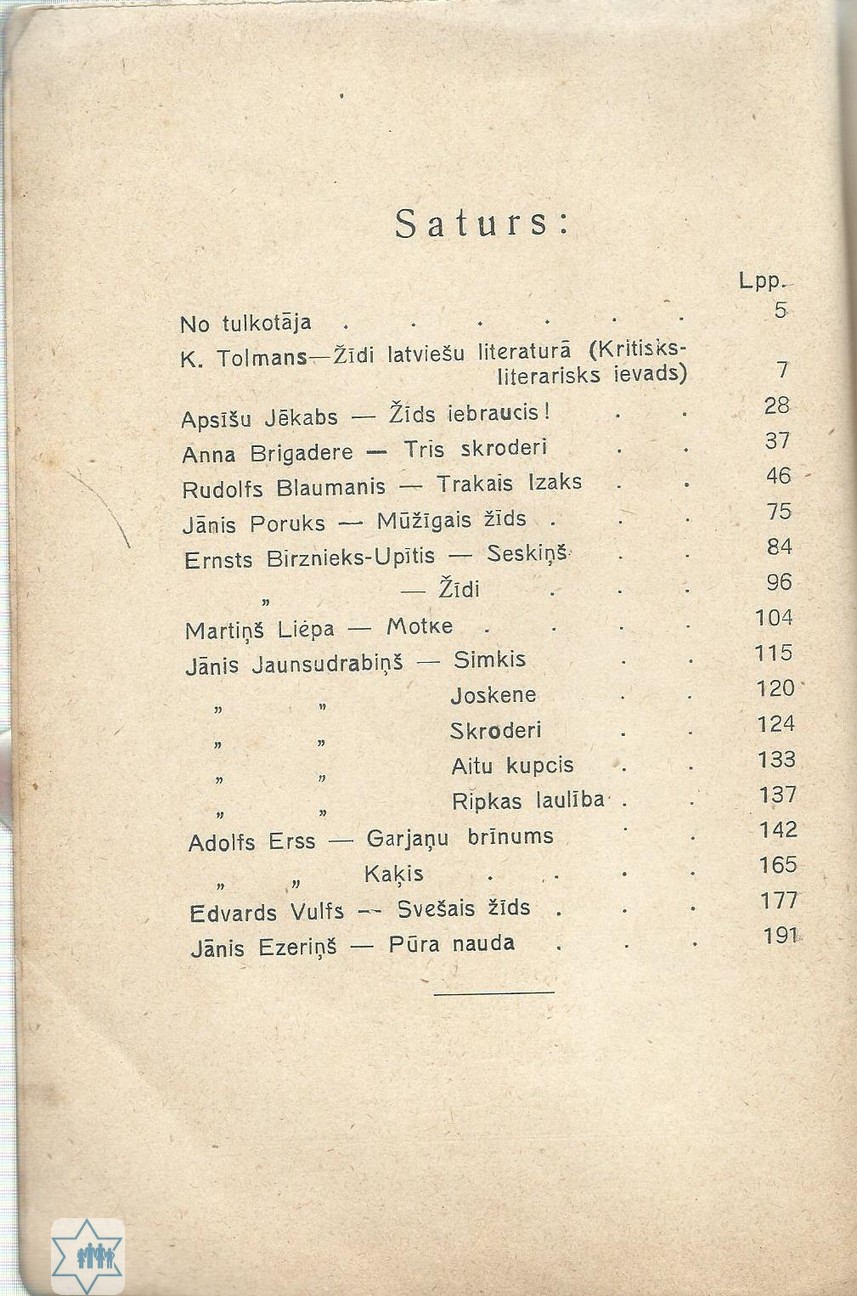 Saturs:
Lpp.
No tulkotāja . . . . . . 5
K. Tolmans—Žīdi latviešu literaturā (Kritisks-
literarisks ievads) 7
Apsīšu Jēkabs — Žīds iebraucis! . . 28
Anna Brigadere — Trīs skroderi . . 37
Rudolfs Blaumanis — Trakais Izaks . . 46
Jānis Poruks — Mūžīgais žīds . . . 75
Ernsts Birznieks-Upītis — Seskiņš . . 84
„ — Žīdi . . . 96
Martiņš Liepa — Motke . . . . 104
Jānis Jaunsudrabiņš — Simkis . . 115
„ „ Joskene . . 120
„ „ Skroderi . . 124
„ „ Aitu kupcis . . 133
„ „ Ripkas laulība . . 137
Adolfs Erss — Garjaņu brīnums . . 142
„ „ Kaķis . . . . 165
Edvards Vulfs — Svešais žīds . . . 177
Jānis Ezeriņš — Pūra nauda . . . 191